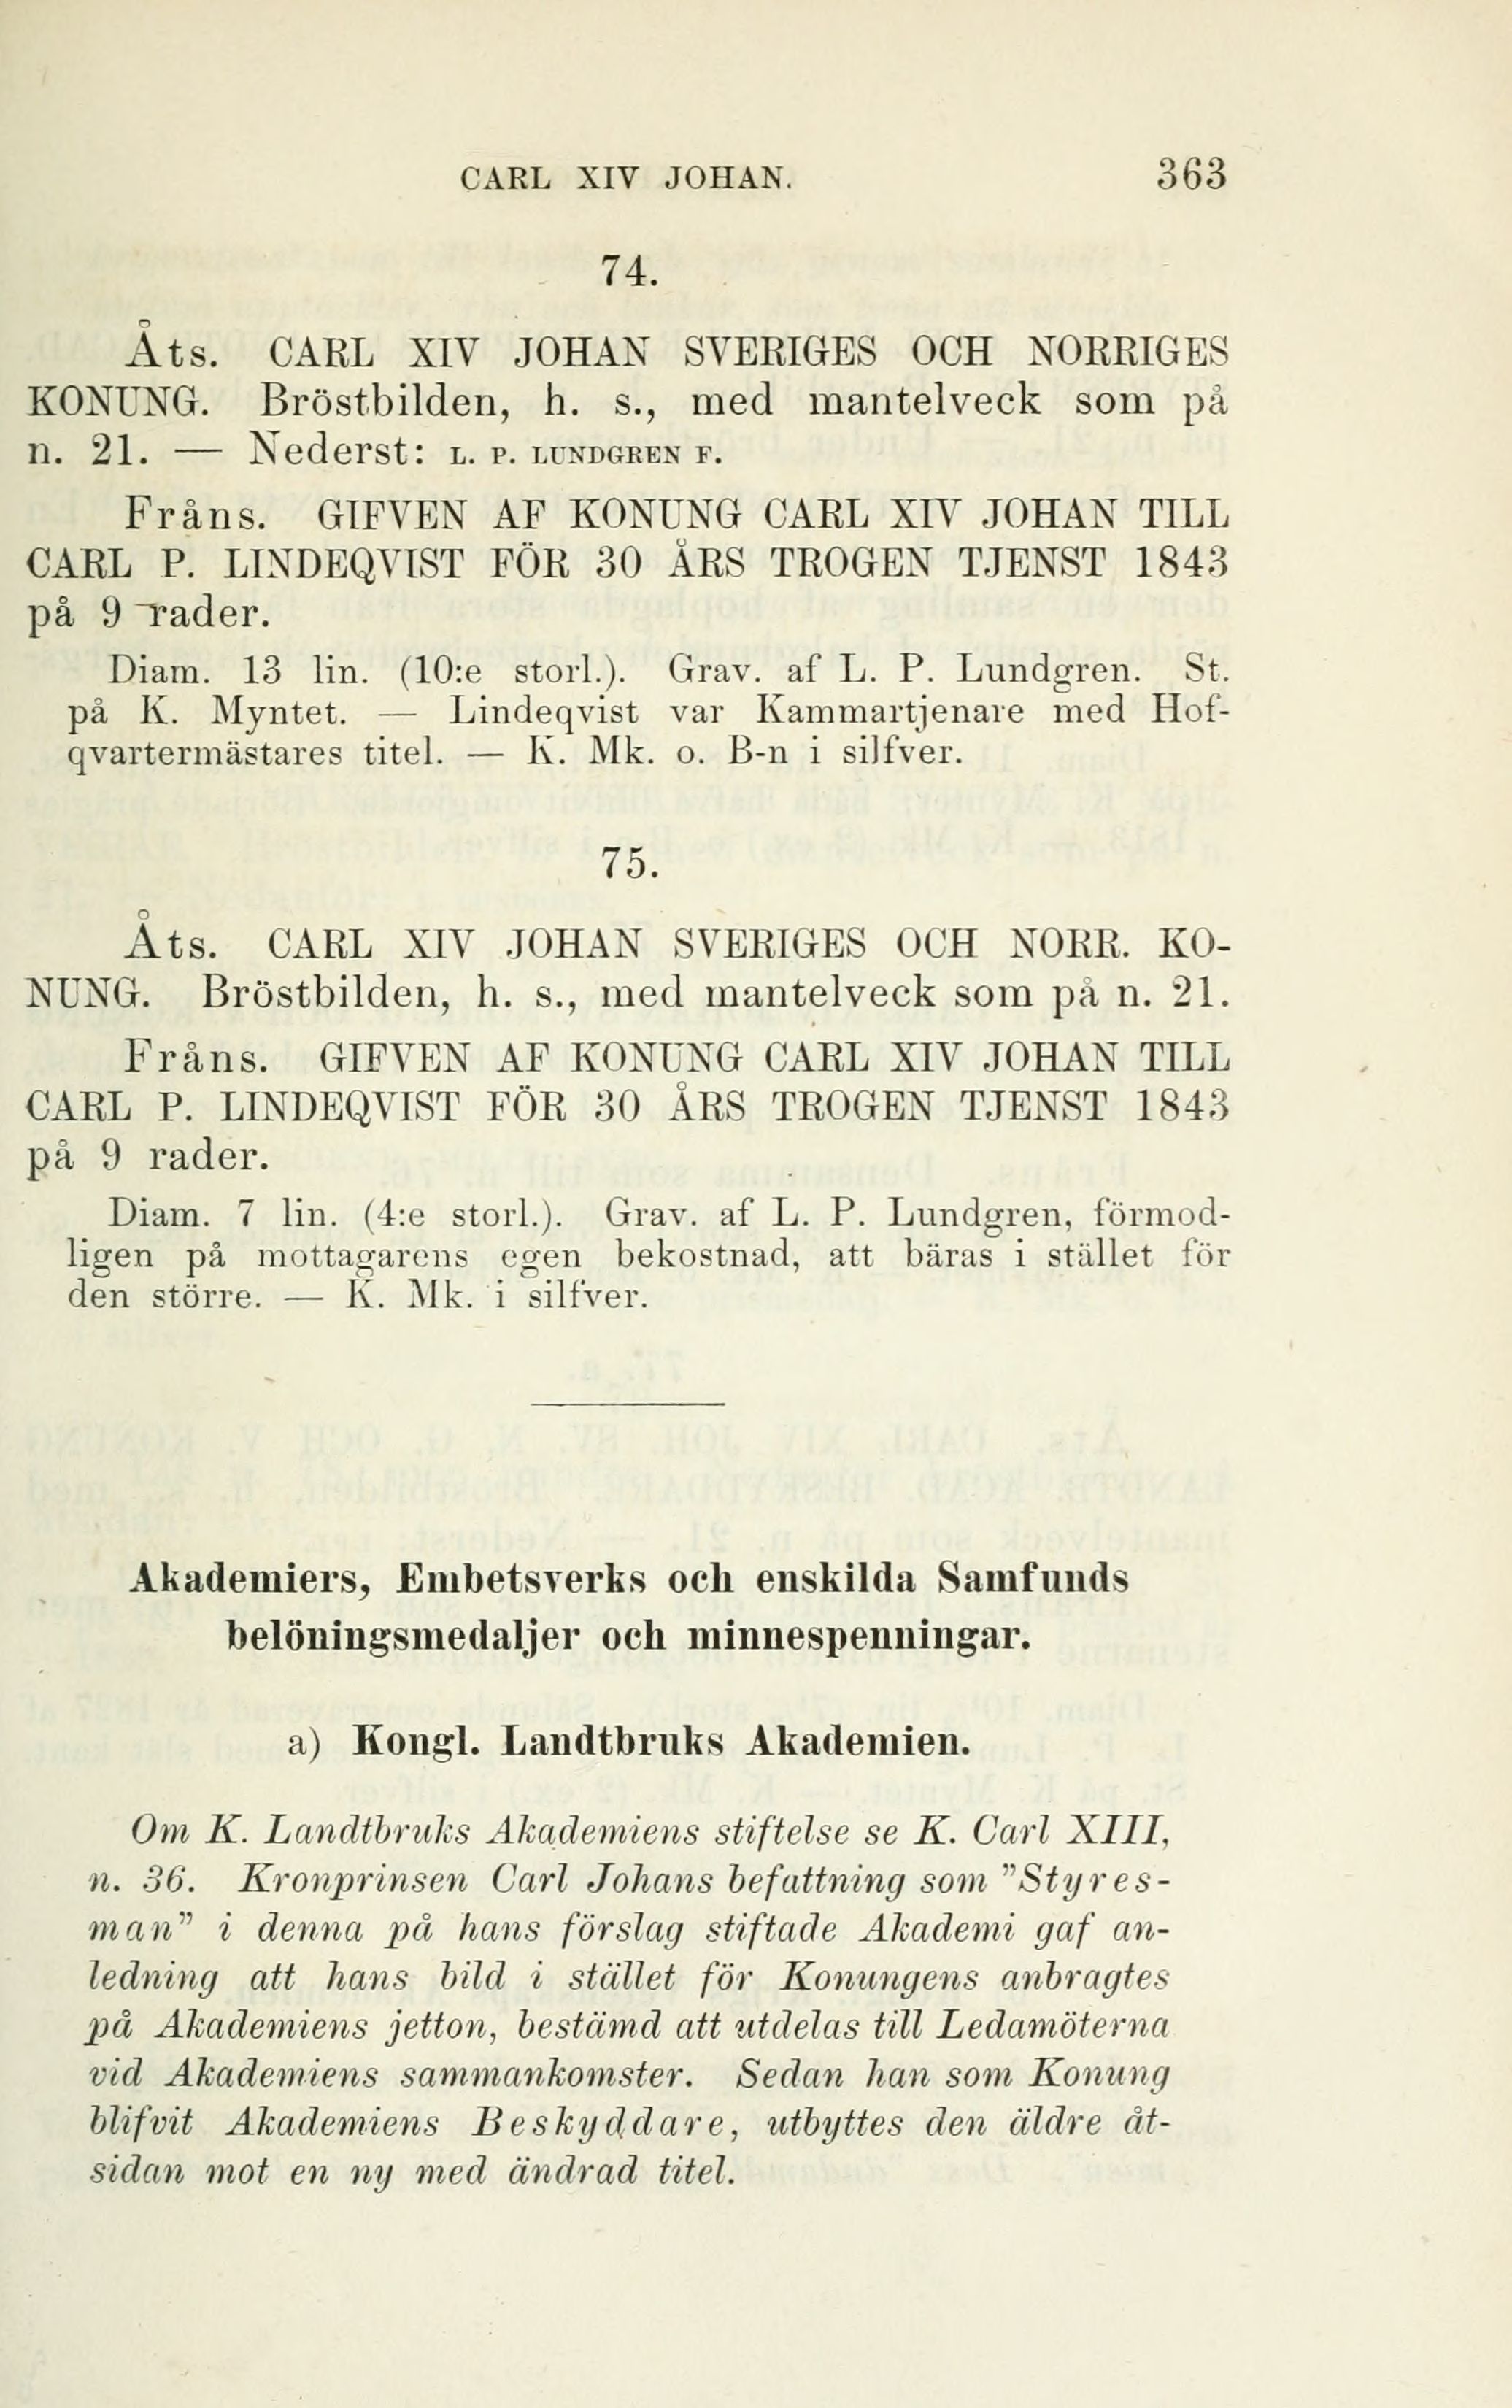 CARL XIV JOHAN. 363
74.
Åts. CARL XIV JOHAN SVERIGES OCH NORRIGES
KONUNG. Bröstbilden, h. s., med mantelveck som på
n. 21. — Nederst: L. P. LUNDGREN F.
Fråns. GIFVEN AF KONUNG CARL XIV JOHAN TILL
CARL P. LINDEQVIST FÖR 30 ÅRS TROGEN TJENST 1843
på 9 rader.
Diam. 13 lin. (10:e storl.). Grav. af L. P. Lundgren. St.
på K. Myntet. — Lindeqvist var Kammartjenare med Hof-
qvartermästares titel. — K. Mk. o. B-n i silfver.
75.
Åts. CARL XIV JOHAN SVERIGES OCH NORR. KO-
NUNG. Bröstbilden, h. s., med mantelveck som på n. 21.
Fråns. GIFVEN AF KONUNG CARL XIV JOHAN TILL
CARL P. LINDEQVIST FÖR 30 ÅRS TROGEN TJENST 1843
på 9 rader.
Diam. 7 lin. (4:e storl.). Grav. af L. P. Lundgren, förmod-
ligen på mottagarens egen bekostnad, att bäras i stället för
den större. — K. Mk. i silfver.
Akademiers, Embetsverks och enskilda Samfunds
belöningsmedaljer och minnespenningar.
a) Kongl. Landtbruks Akademien.
Om K. Landtbruks Akademiens stiftelse se K. Carl XIII,
n. 36. Kronprinsen Carl Johans befattning som ”Styres-
man” i denna på hans förslag stiftade Akademi gaf an-
ledning att hans bild i stället för Konungens anbragtes
på Akademiens jetton, bestämd att utdelas till Ledamöterna
vid Akademiens sammankomster. Sedan han som Konung
blifvit Akademiens Beskyddare, utbyttes den äldre åt-
sidan mot en ny med ändrad titel.